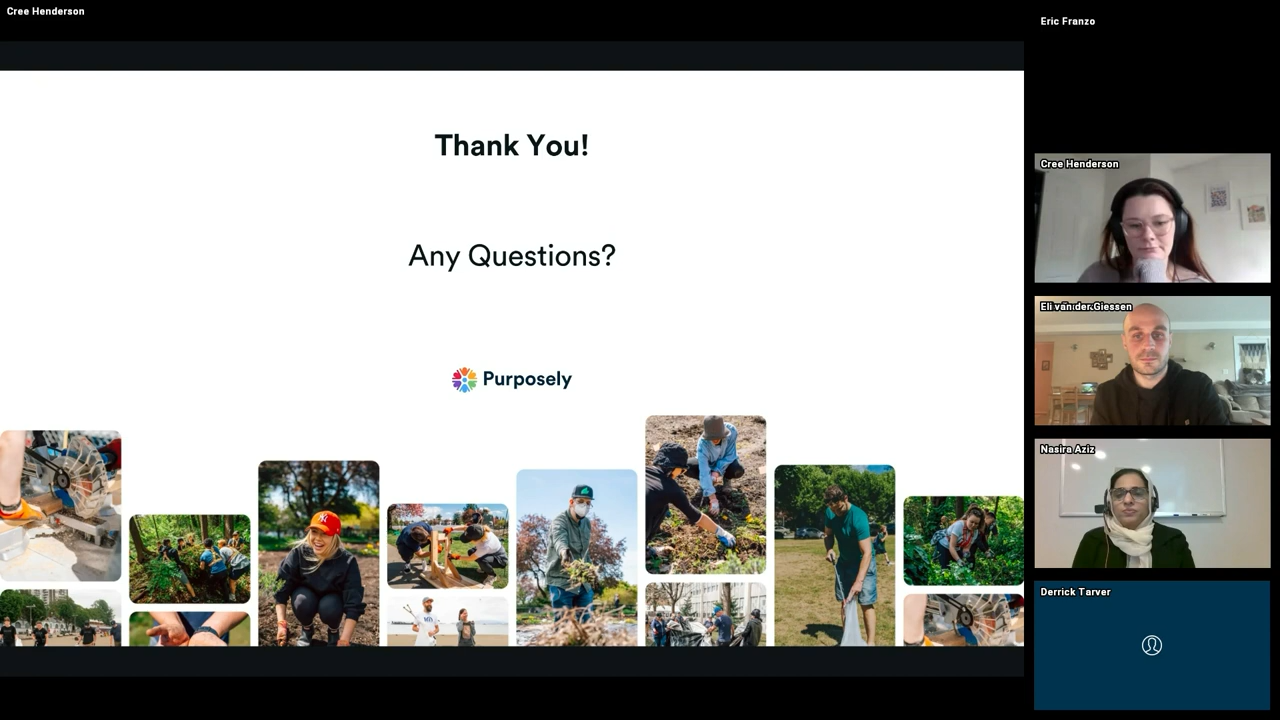 Cree Henderson
Eric Franzo
Thank You!
Any Questions?
Purposely
Cree Henderson
Eli van der Giessen
Nasira Aziz
Derrick Tarver